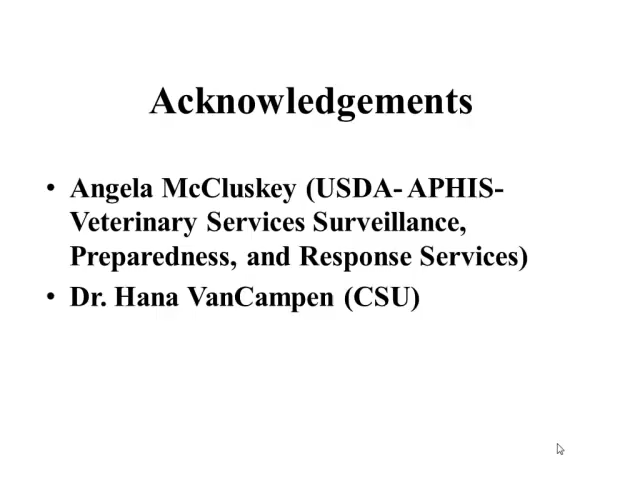 Acknowledgements
• Angela McCluskey (USDA- APHIS-
Veterinary Services Surveillance,
Preparedness, and Response Services)
• Dr. Hana VanCampen (CSU)